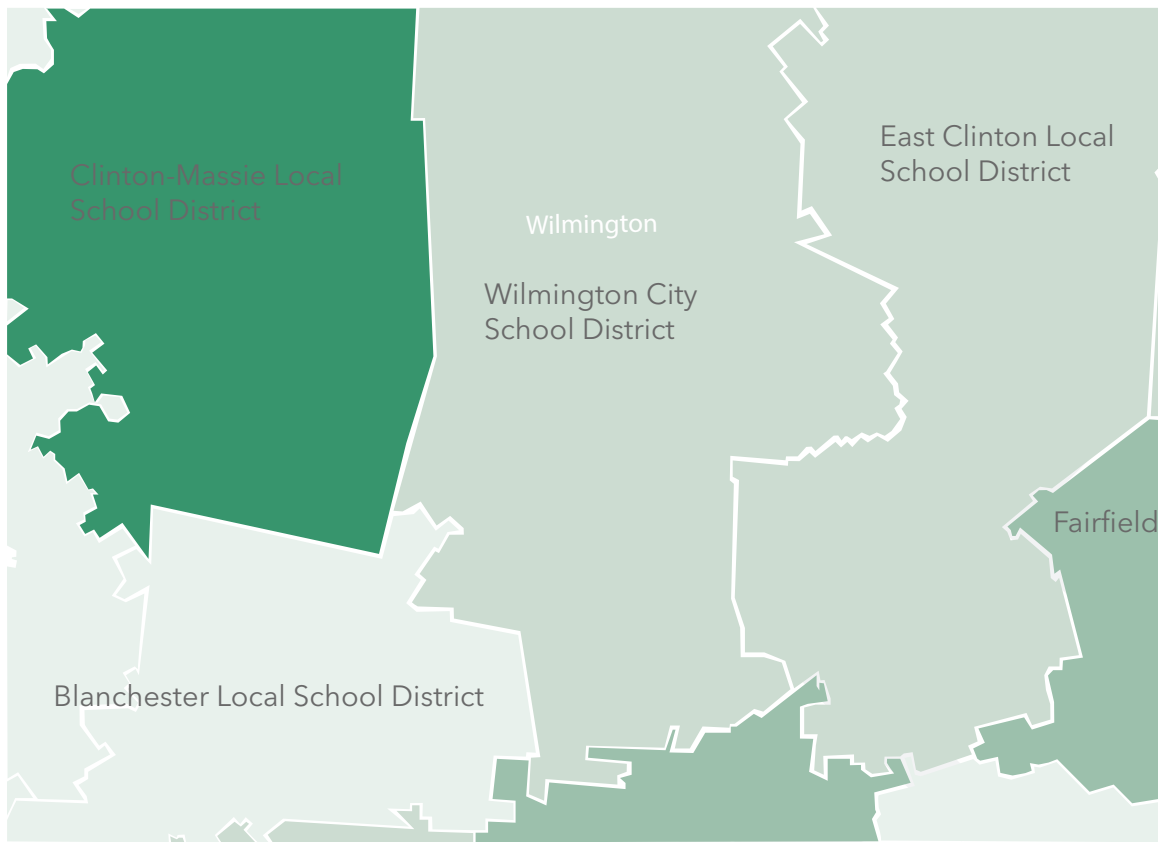 Clinton-Massie Local
School District
East Clinton Local
School District
Wilmington
Wilmington City
School District
Fairfield
Blanchester Local School District